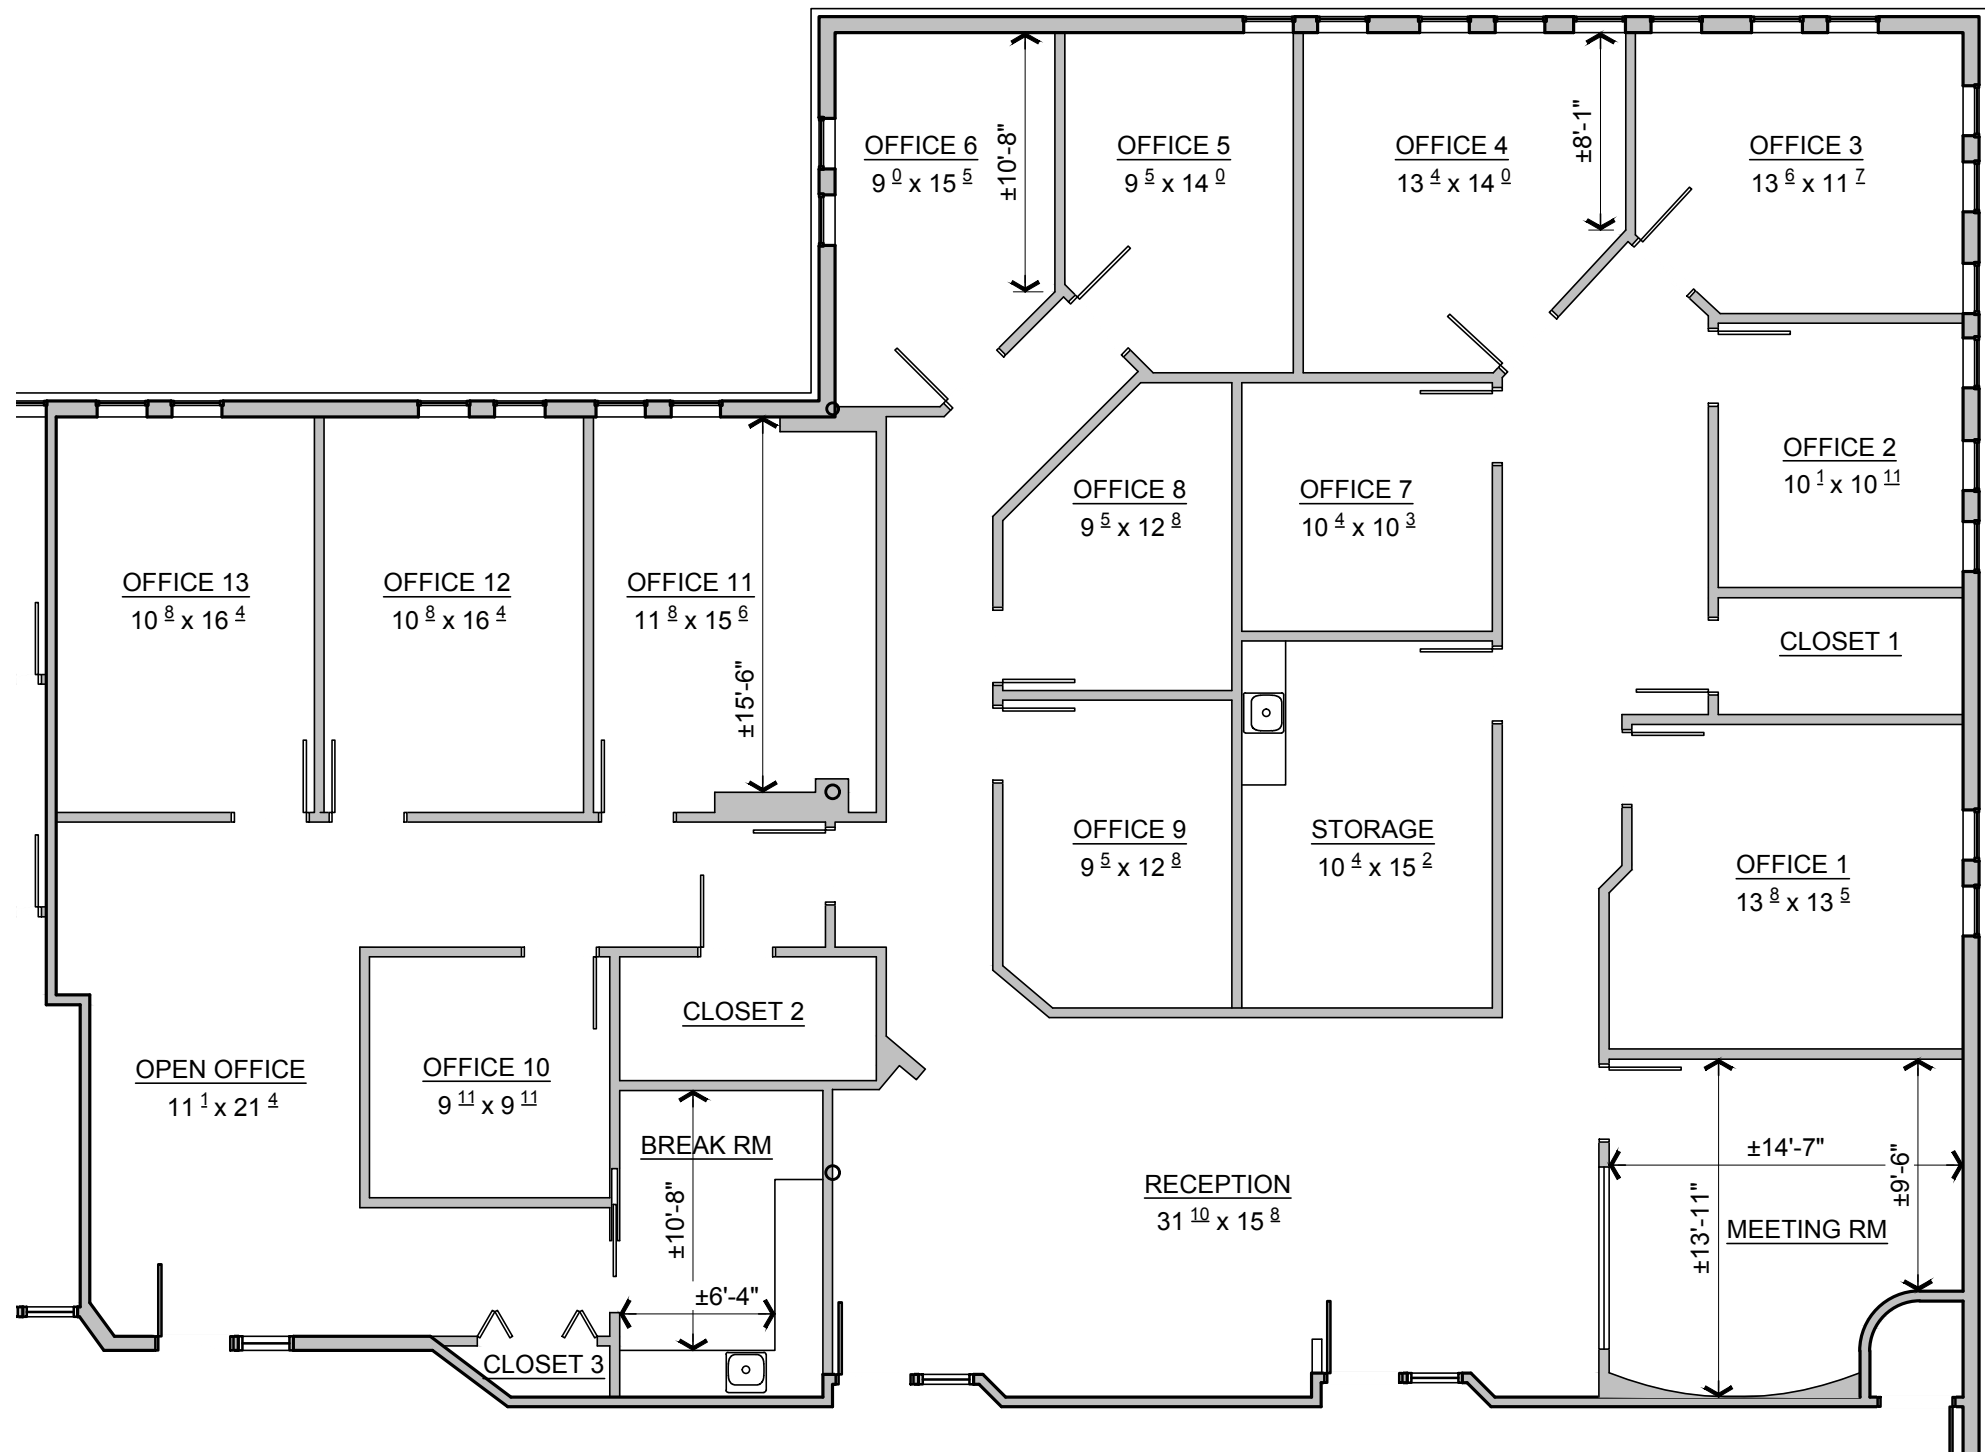 OFFICE 6
9 0 x 15 5
±10'-8"
OFFICE 5
9 5 x 14 0
OFFICE 4
13 4 x 14 0
±8'-1"
OFFICE 3
13 6 x 11 7
OFFICE 2
10 1 x 10 11
OFFICE 8
9 5 x 12 8
OFFICE 7
10 4 x 10 3
OFFICE 13
10 8 x 16 4
OFFICE 12
10 8 x 16 4
OFFICE 11
11 8 x 15 6
±15'-6"
CLOSET 1
OFFICE 9
9 5 x 12 8
STORAGE
10 4 x 15 2
OFFICE 1
13 8 x 13 5
CLOSET 2
OPEN OFFICE
11 1 x 21 4
OFFICE 10
9 11 x 9 11
BREAK RM
±10'-8"
±6'-4"
RECEPTION
31 10 x 15 8
±14'-7"
±9'-6"
±13'-11"
MEETING RM
CLOSET 3